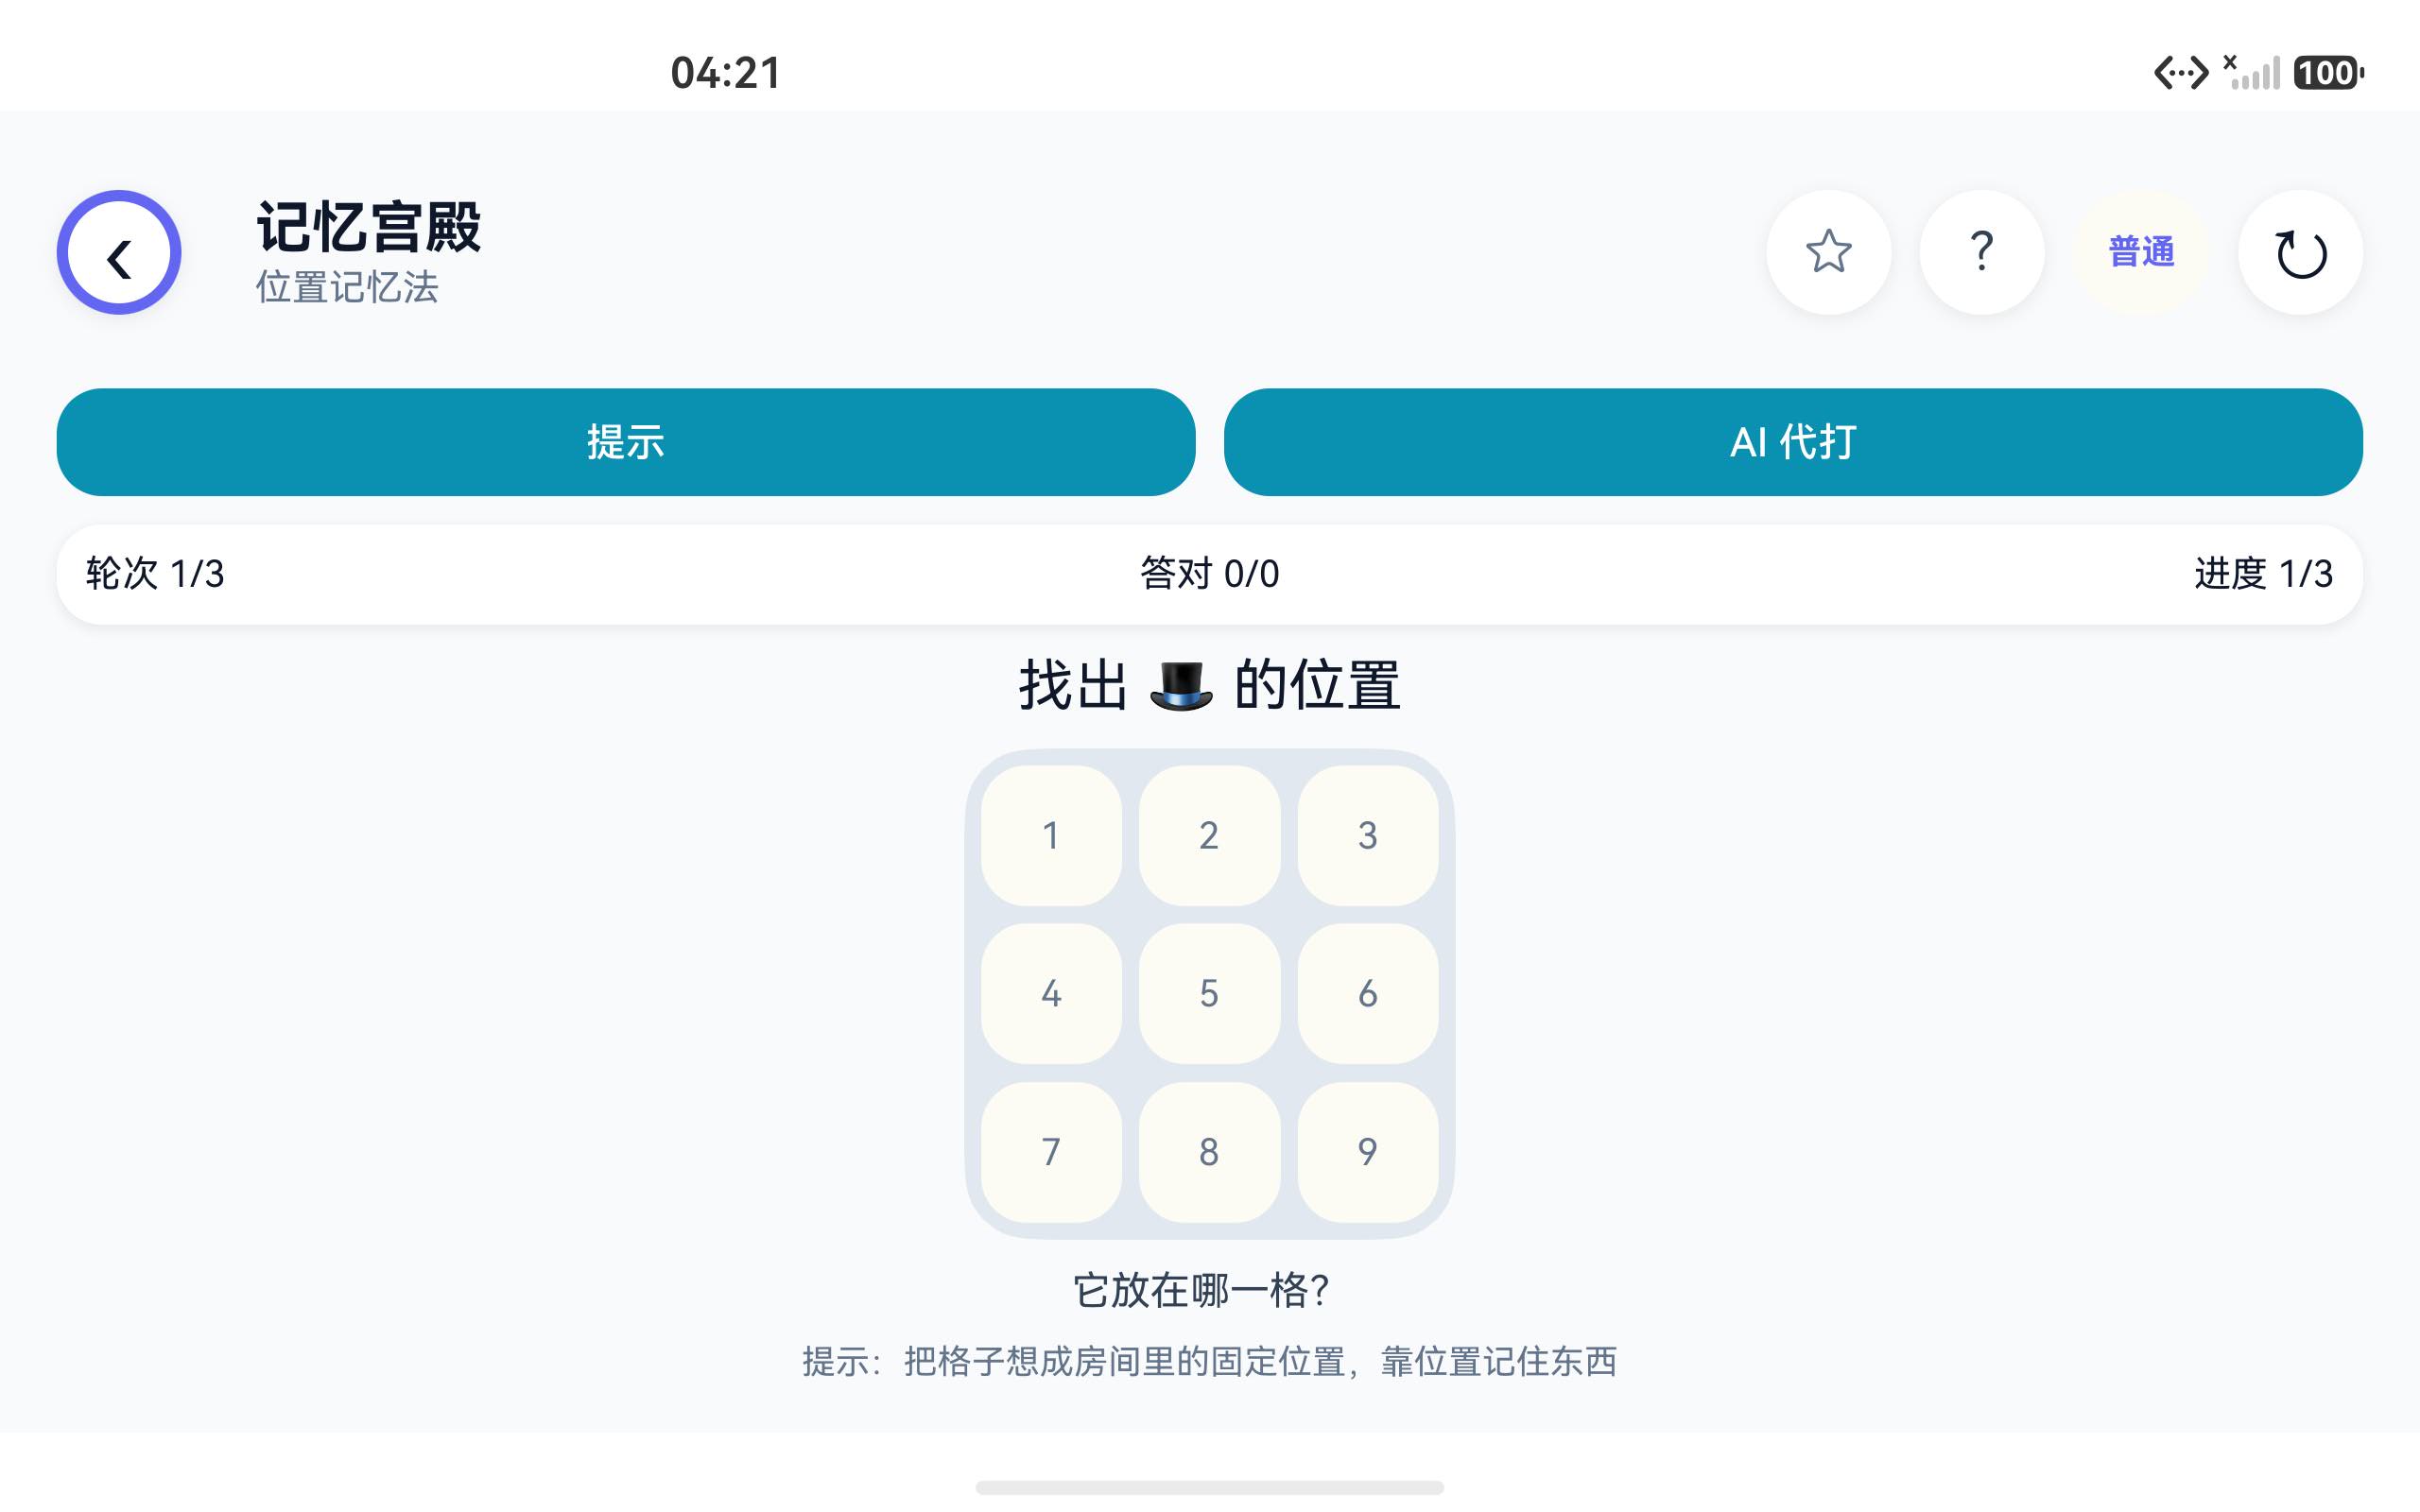 04:21
100
记忆宫殿
位置记忆法
?
普通
提示
AI 代打
轮次 1/3
答对 0/0
进度 1/3
找出 🎩 的位置
1
2
3
4
5
6
7
8
9
它放在哪一格？
提示：把格子想成房间里的固定位置，靠位置记住东西